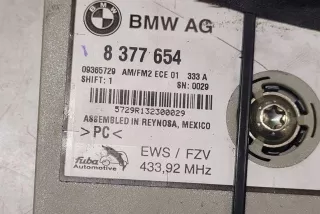 BMW
BMW AG
8 377 654
09365729 AM/FM2 ECE 01 333 A
SHIFT: 1 SN: 0029
5729R132300029
ASSEMBLED IN REYNOSA, MEXICO
>PC<
EWS / FZV
fuba
Automotive
433,92 MHz